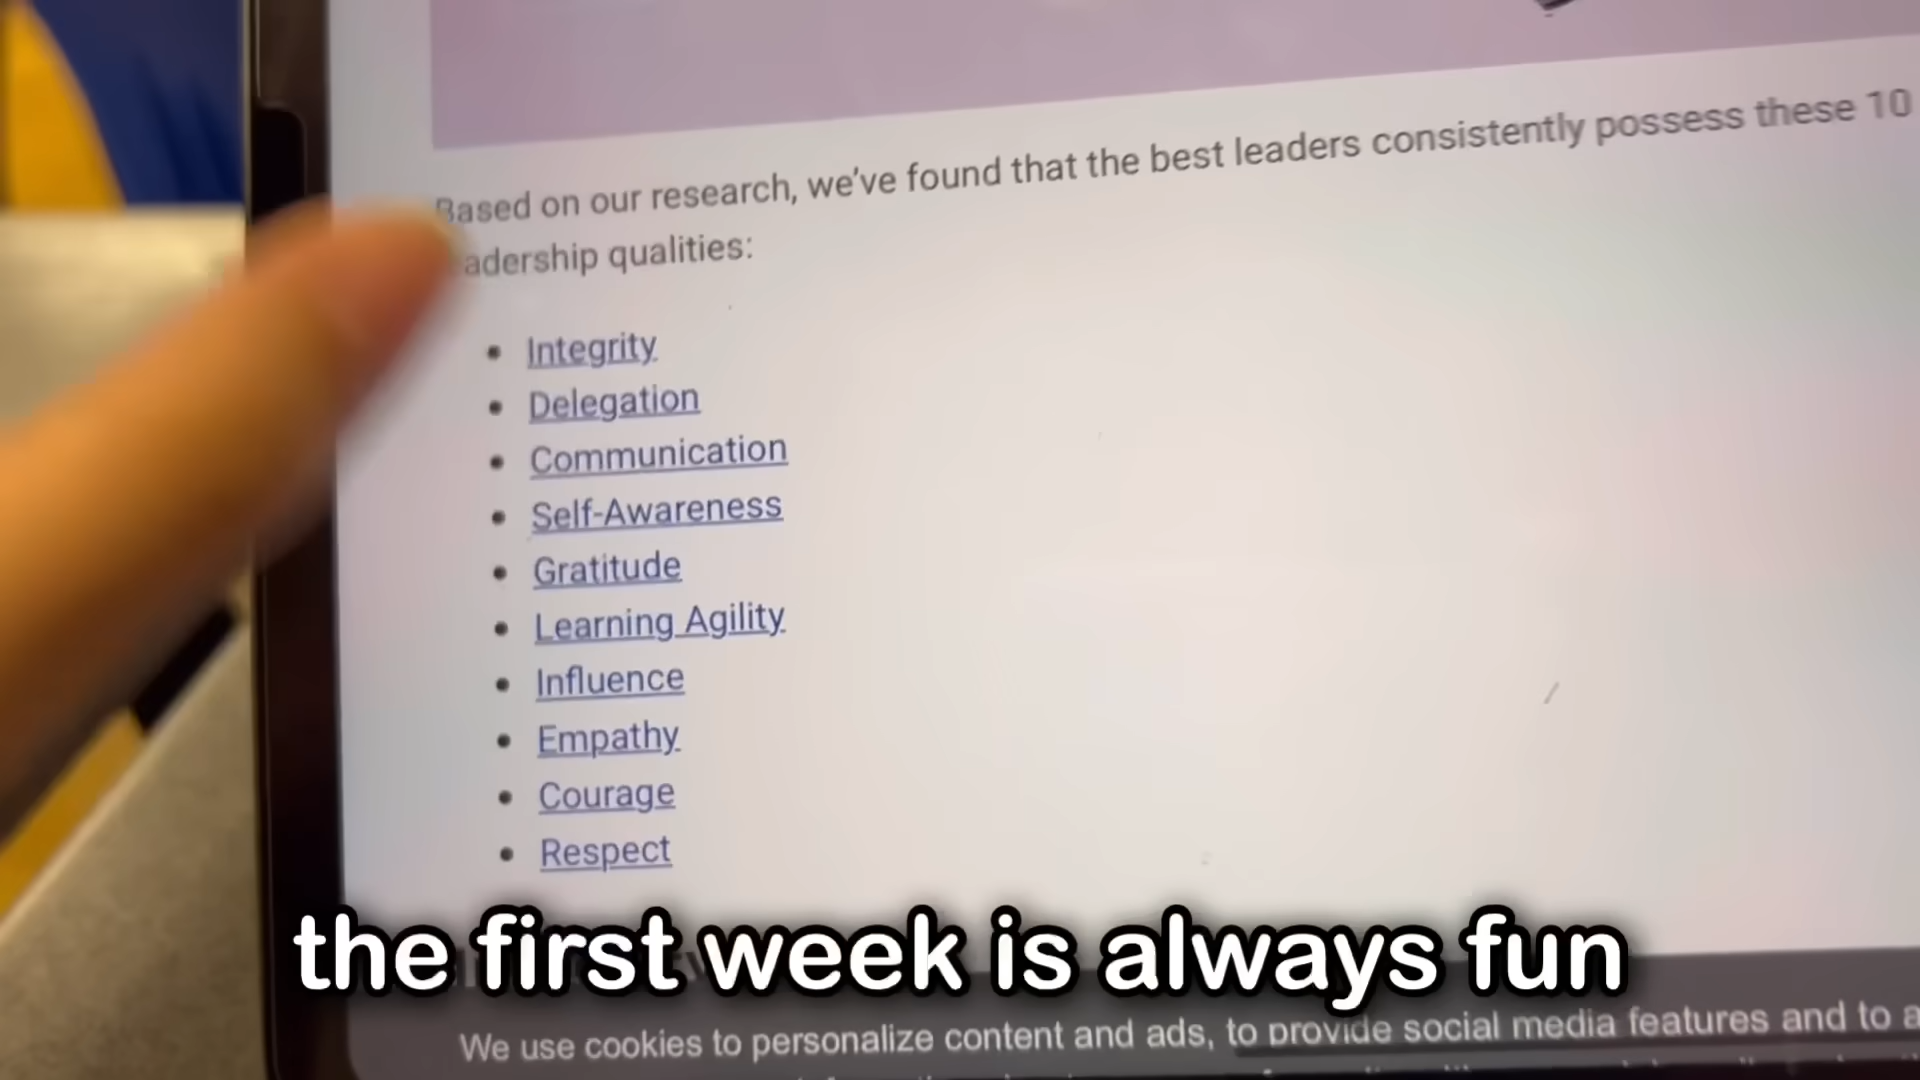 Based on our research, we've found that the best leaders consistently possess these 10
adership qualities:
• Integrity
• Delegation
• Communication
• Self-Awareness
• Gratitude
• Learning Agility
• Influence
• Empathy
• Courage
• Respect
the first week is always fun
We use cookies to personalize content and ads, to provide social media features and to a